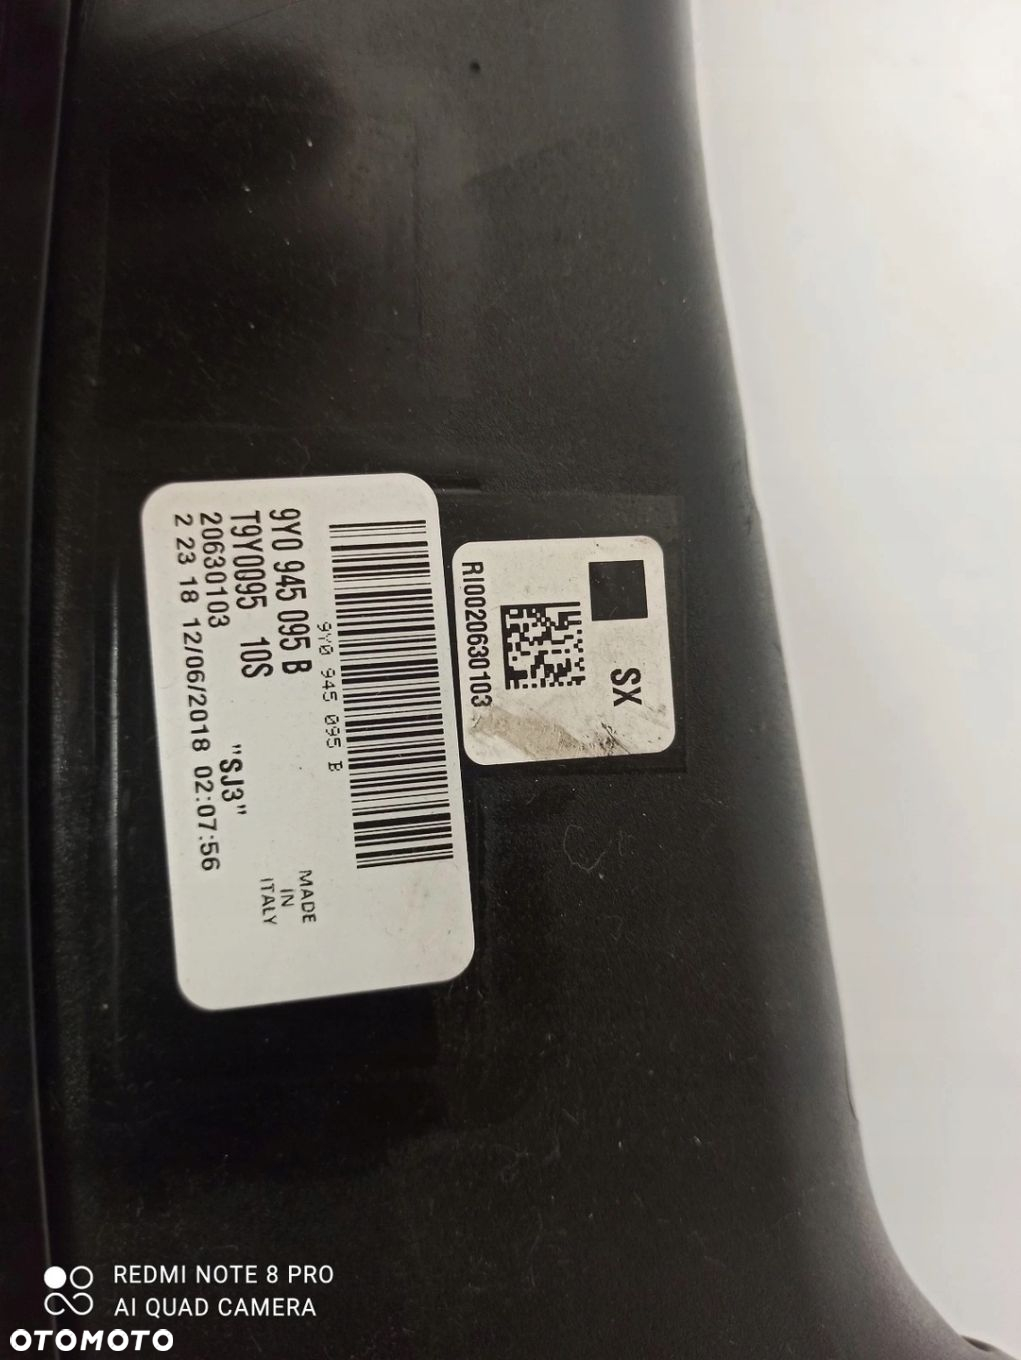 9Y0 945 095 B
9Y0 945 095 B
T9Y0095 10S
"SJ3"
20630103
2 23 18 12/06/2018 02:07:56
MADE
IN
ITALY
SX
RI0020630103
REDMI NOTE 8 PRO
AI QUAD CAMERA
OTOMOTO